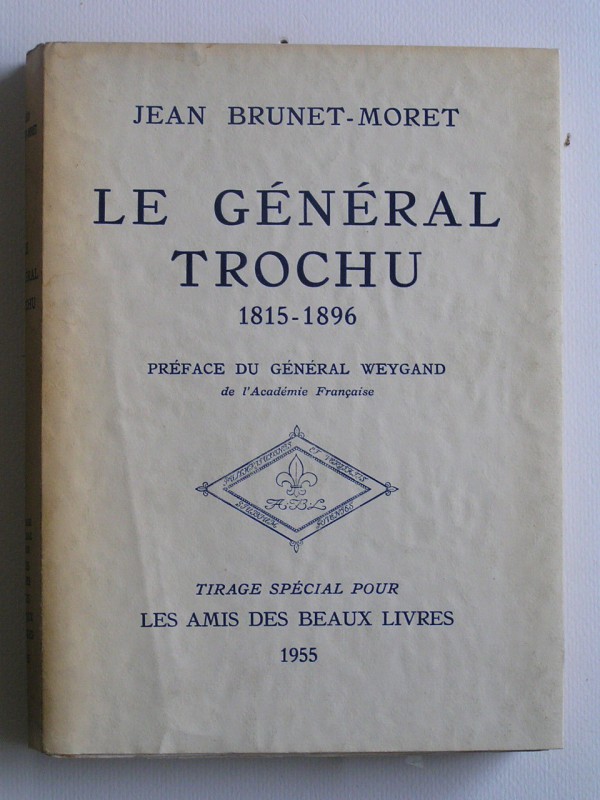 JEAN BRUNET-MORET
LE GÉNÉRAL
TROCHU
1815-1896
PRÉFACE DU GÉNÉRAL WEYGAND
de l'Académie Française
A.B.L
TIRAGE SPÉCIAL POUR
LES AMIS DES BEAUX LIVRES
1955